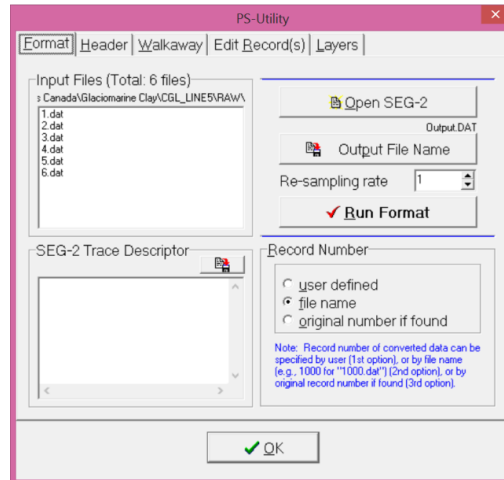 PS-Utility
×
Format Header Walkaway Edit Record(s) Layers
Input Files (Total: 6 files)
s Canada\Glaciomarine Clay\CGL_LINE5\RAW\
1.dat
2.dat
3.dat
4.dat
5.dat
6.dat
Open SEG-2
Output.DAT
Output File Name
Re-sampling rate 1
Run Format
SEG-2 Trace Descriptor
Record Number
user defined
file name
original number if found
Note: Record number of converted data can be
specified by user (1st option), or by file name
(e.g., 1000 for "1000.dat") (2nd option), or by
original record number if found (3rd option).
OK